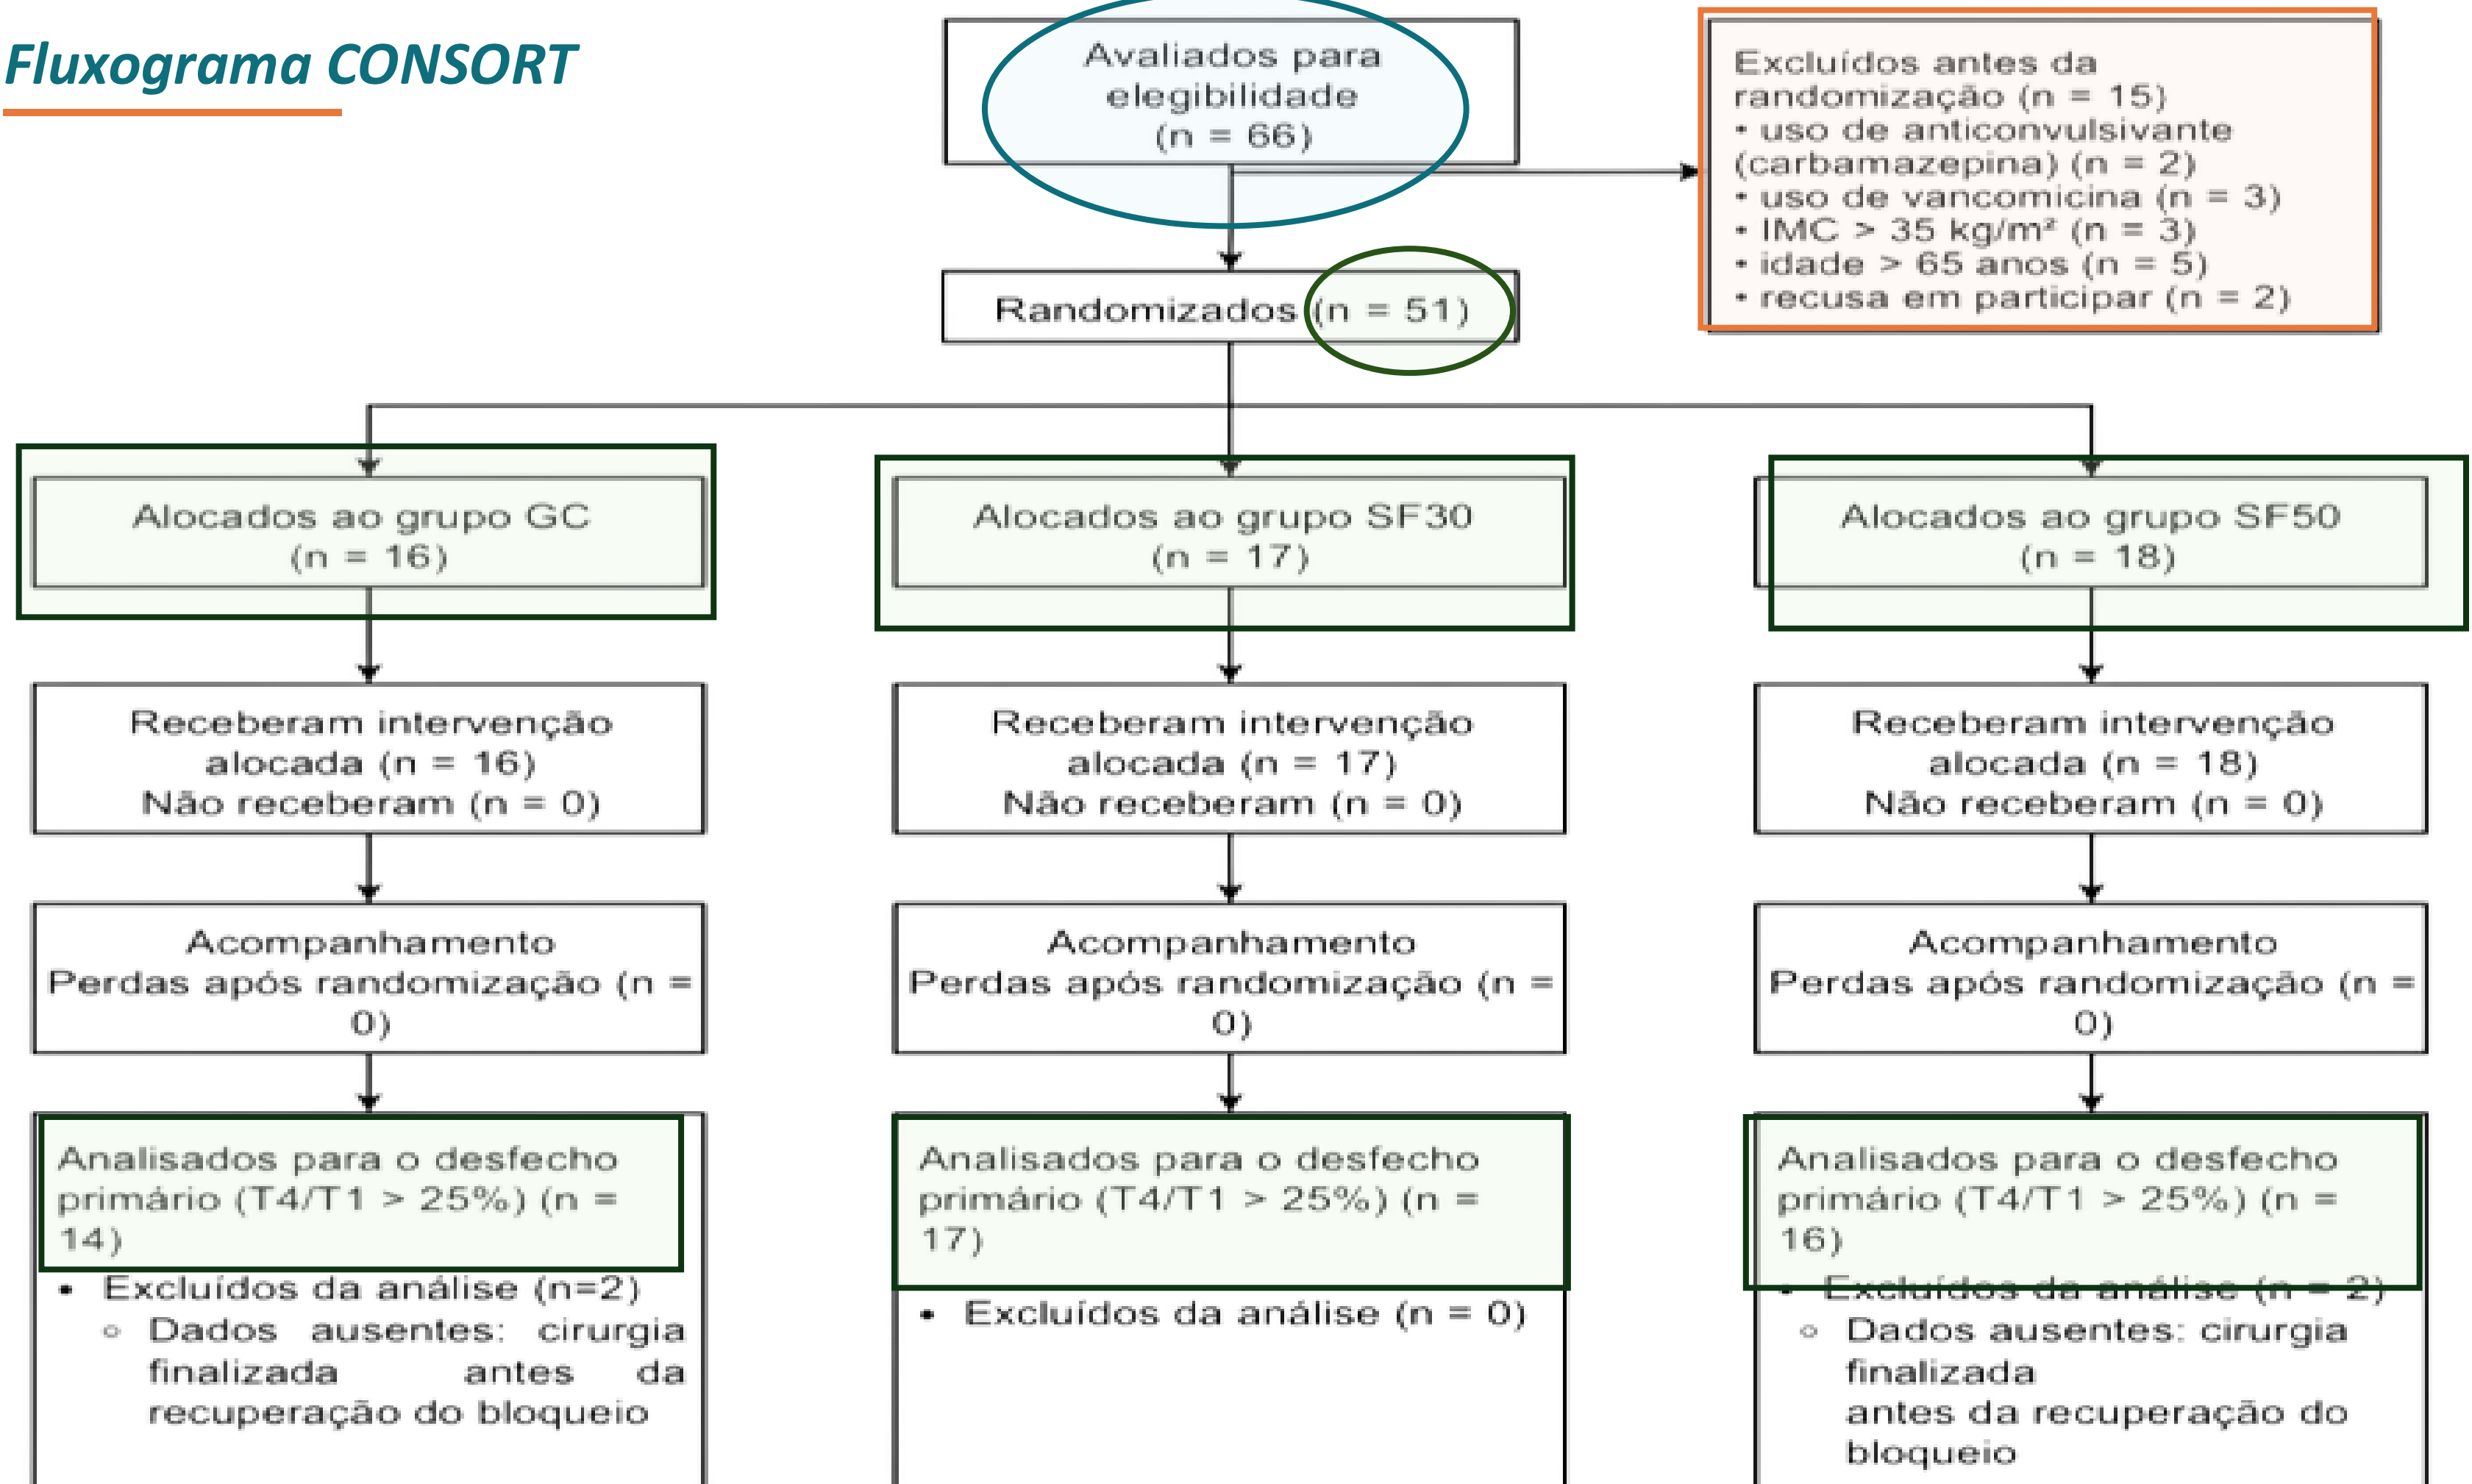 Fluxograma CONSORT
Avaliados para
elegibilidade
(n = 66)
Excluídos antes da
randomização (n = 15)
• uso de anticonvulsivante
(carbamazepina) (n = 2)
• uso de vancomicina (n = 3)
• IMC > 35 kg/m² (n = 3)
• idade > 65 anos (n = 5)
• recusa em participar (n = 2)
Randomizados (n = 51)
Alocados ao grupo GC
(n = 16)
Alocados ao grupo SF30
(n = 17)
Alocados ao grupo SF50
(n = 18)
Receberam intervenção
alocada (n = 16)
Não receberam (n = 0)
Receberam intervenção
alocada (n = 17)
Não receberam (n = 0)
Receberam intervenção
alocada (n = 18)
Não receberam (n = 0)
Acompanhamento
Perdas após randomização (n =
0)
Acompanhamento
Perdas após randomização (n =
0)
Acompanhamento
Perdas após randomização (n =
0)
Analisados para o desfecho
primário (T4/T1 > 25%) (n =
14)
• Excluídos da análise (n=2)
◦ Dados ausentes: cirurgia
finalizada antes da
recuperação do bloqueio
Analisados para o desfecho
primário (T4/T1 > 25%) (n =
17)
• Excluídos da análise (n = 0)
Analisados para o desfecho
primário (T4/T1 > 25%) (n =
16)
• Excluídos da análise (n = 2)
◦ Dados ausentes: cirurgia
finalizada
antes da recuperação do
bloqueio